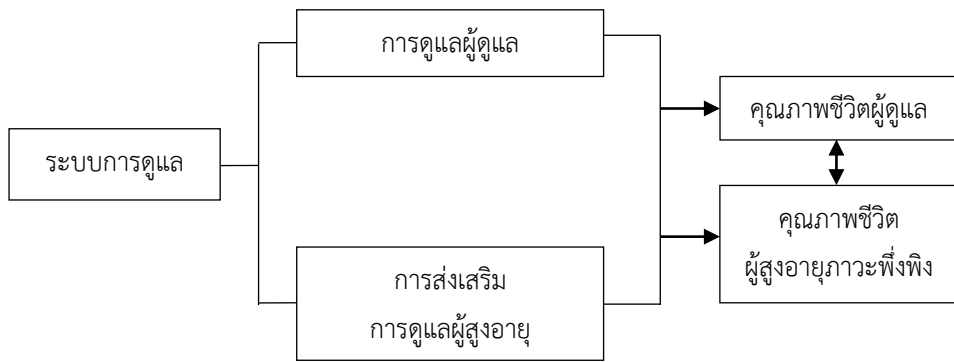 การดูแลผู้ดูแล
คุณภาพชีวิตผู้ดูแล
ระบบการดูแล
คุณภาพชีวิต
ผู้สูงอายุภาวะพึ่งพิง
การส่งเสริม
การดูแลผู้สูงอายุ